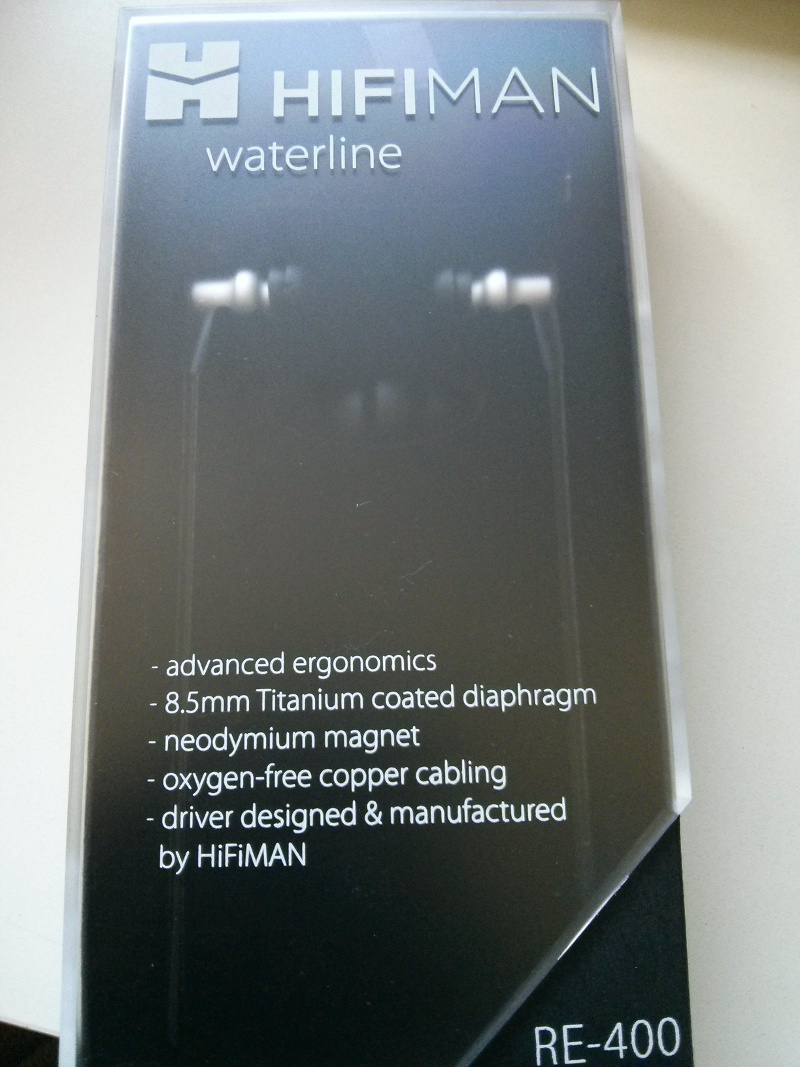 HIFIMAN
waterline
- advanced ergonomics
- 8.5mm Titanium coated diaphragm
- neodymium magnet
- oxygen-free copper cabling
- driver designed & manufactured
by HiFiMAN
RE-400